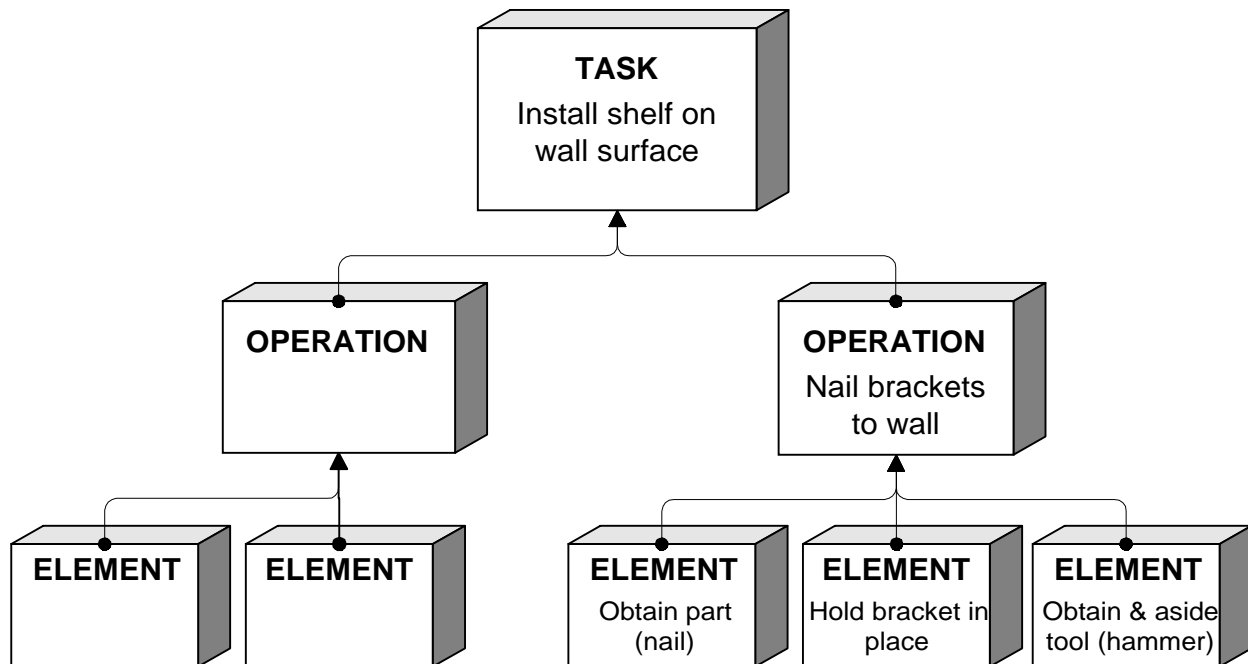 TASK
Install shelf on
wall surface
OPERATION
OPERATION
Nail brackets
to wall
ELEMENT
ELEMENT
ELEMENT
Obtain part
(nail)
ELEMENT
Hold bracket in
place
ELEMENT
Obtain & aside
tool (hammer)